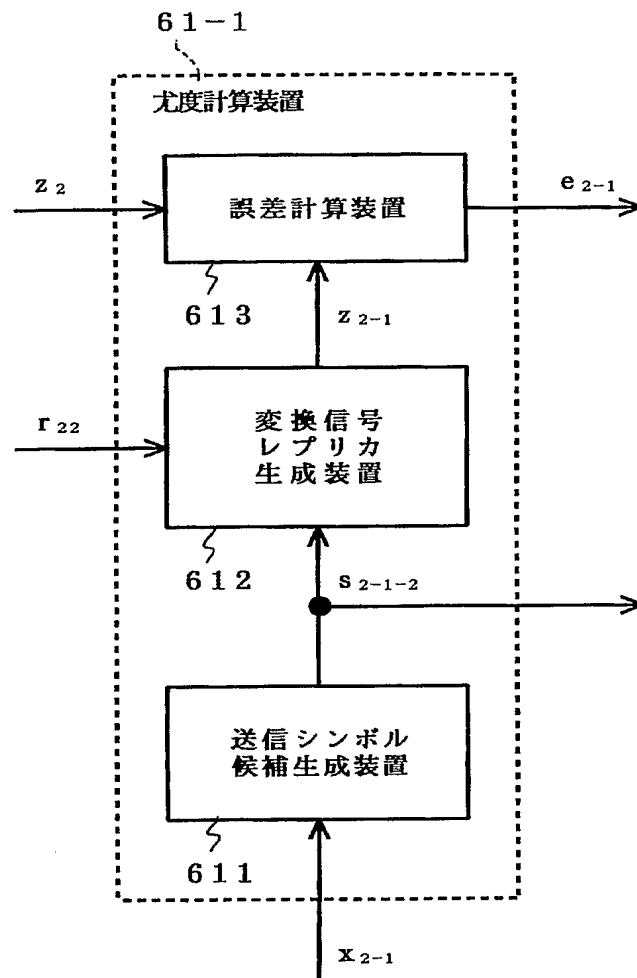 61-1
尤度計算装置
z₂
誤差計算装置
e₂₋₁
613
z₂₋₁
r₂₂
変換信号
レプリカ
生成装置
612
s₂₋₁₋₂
送信シンボル
候補生成装置
611
x₂₋₁